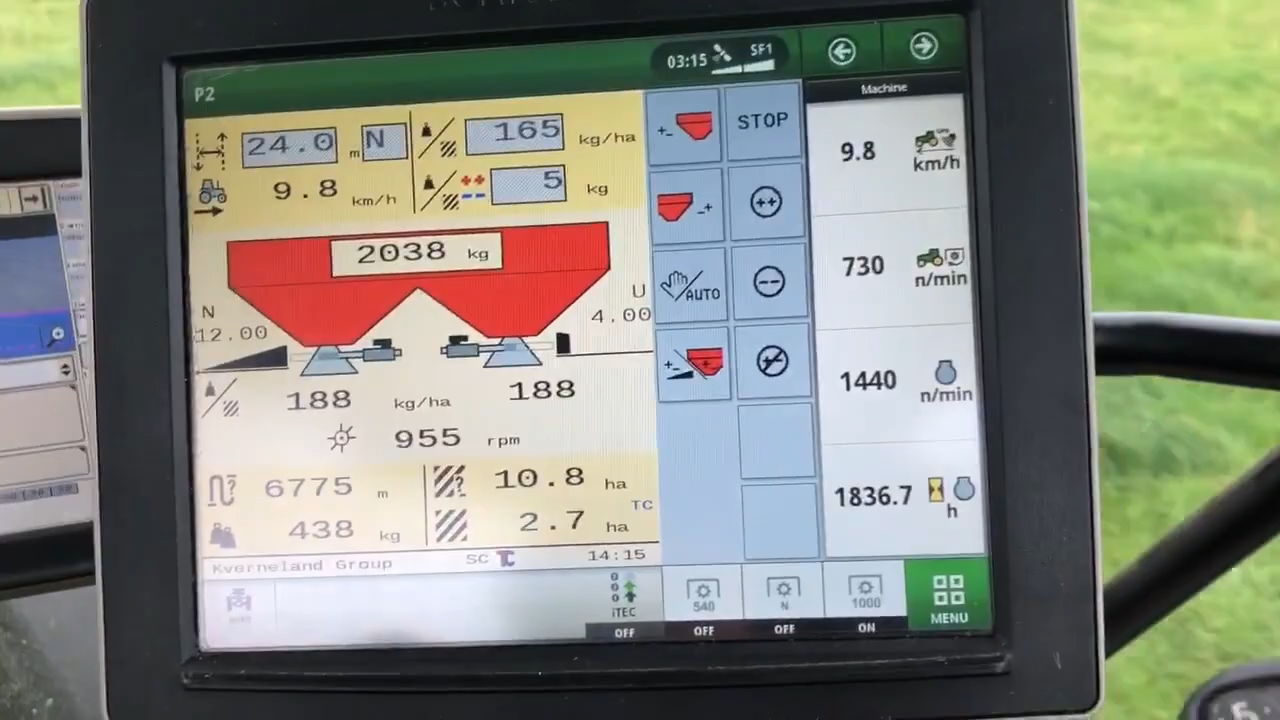 P2
03:15 SF1
Machine
24.0 m N
165 kg/ha
9.8 km/h
5 kg
2038 kg
N
12.00
U
4.00
188 kg/ha 188
955 rpm
6775 m
10.8 ha
438 kg
2.7 ha
TC
Kverneland Group SC TC 14:15
STOP
AUTO
9.8
km/h
730
n/min
1440
n/min
1836.7
h
iTEC
OFF
540
OFF
N
OFF
1000
ON
MENU
5